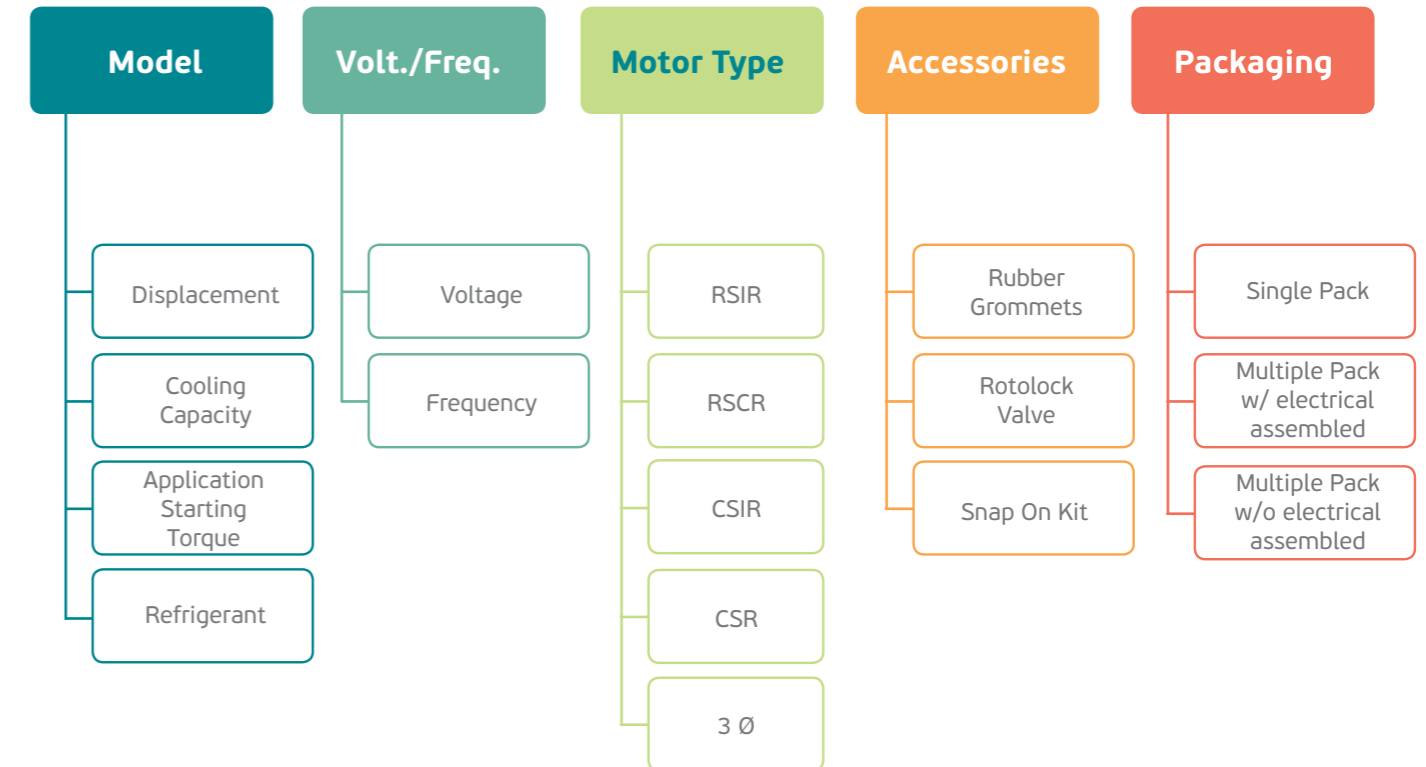 Model
Displacement
Cooling
Capacity
Application
Starting
Torque
Refrigerant
Volt./Freq.
Voltage
Frequency
Motor Type
RSIR
RSCR
CSIR
CSR
3 Ø
Accessories
Rubber
Grommets
Rotolock
Valve
Snap On Kit
Packaging
Single Pack
Multiple Pack
w/ electrical
assembled
Multiple Pack
w/o electrical
assembled